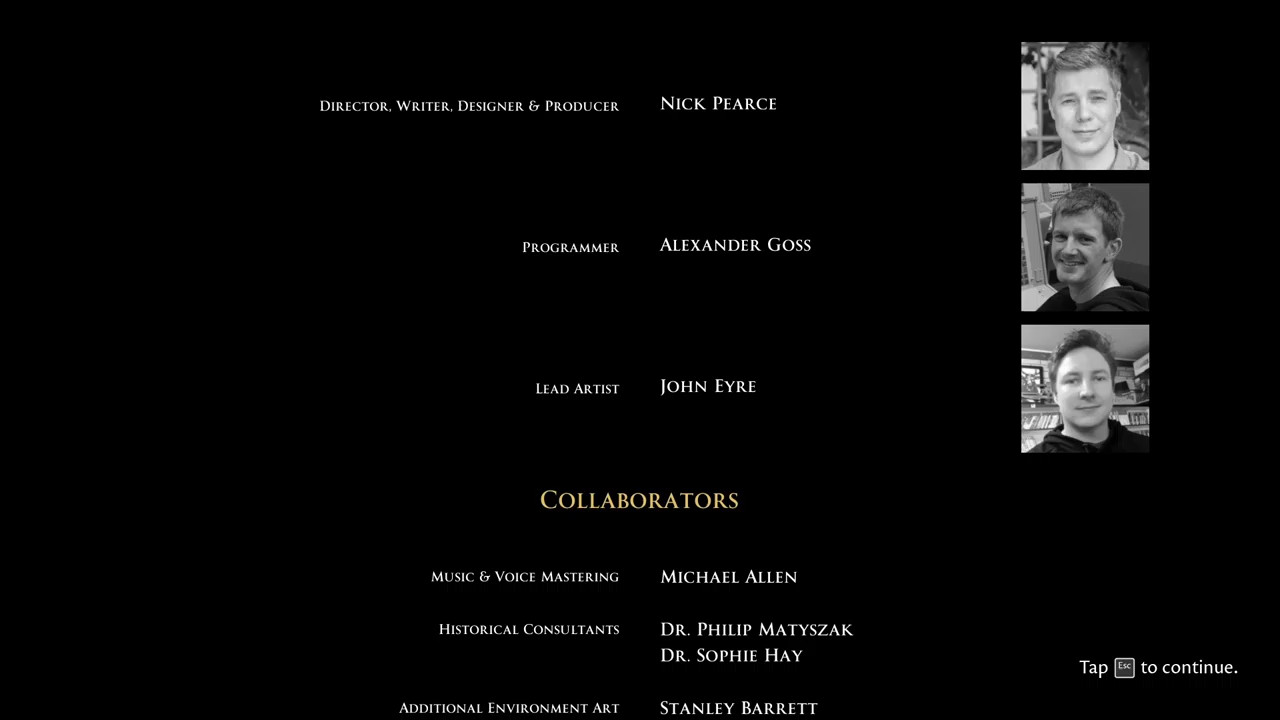 Director, Writer, Designer & Producer Nick Pearce
Programmer Alexander Goss
Lead Artist John Eyre
Collaborators
Music & Voice Mastering Michael Allen
Historical Consultants Dr. Philip Matyszak
Dr. Sophie Hay
Tap Esc to continue.
Additional Environment Art Stanley Barrett